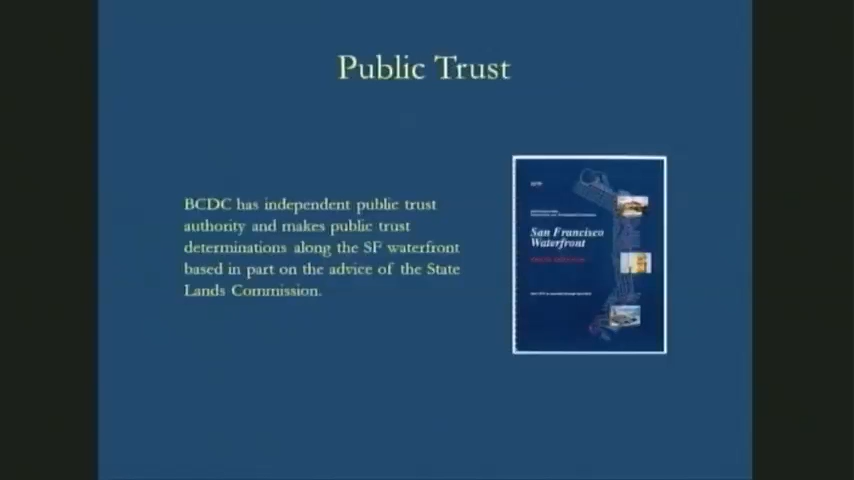 Public Trust
BCDC has independent public trust
authority and makes public trust
determinations along the SF waterfront
based in part on the advice of the State
Lands Commission.
San Francisco
Waterfront